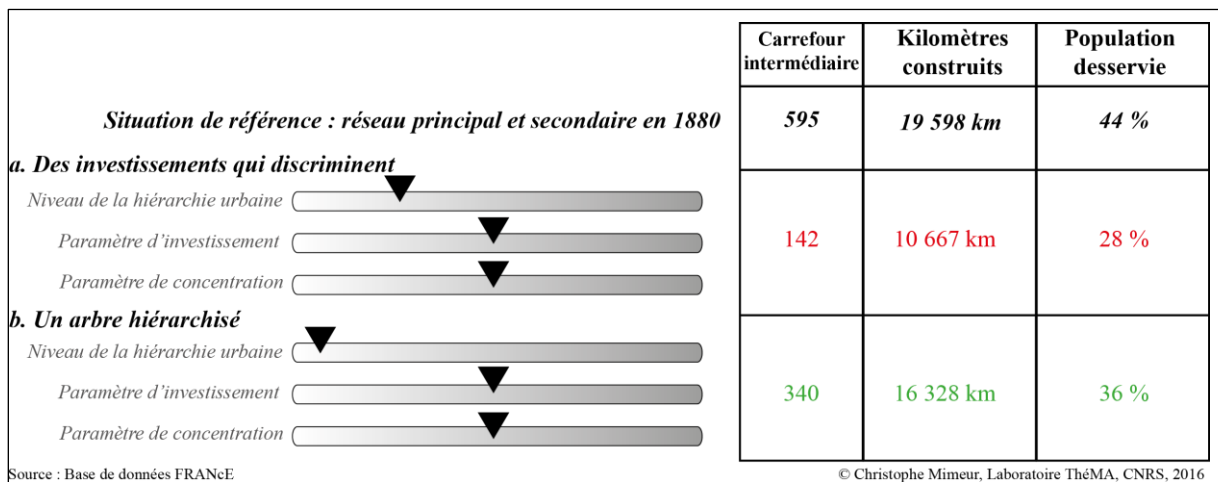 Carrefour intermédiaire
Kilomètres construits
Population desservie
Situation de référence : réseau principal et secondaire en 1880
595
19 598 km
44 %
a. Des investissements qui discriminent
Niveau de la hiérarchie urbaine
Paramètre d'investissement
142
10 667 km
28 %
Paramètre de concentration
b. Un arbre hiérarchisé
Niveau de la hiérarchie urbaine
Paramètre d'investissement
340
16 328 km
36 %
Paramètre de concentration
Source : Base de données FRANcE
© Christophe Mimeur, Laboratoire ThéMA, CNRS, 2016